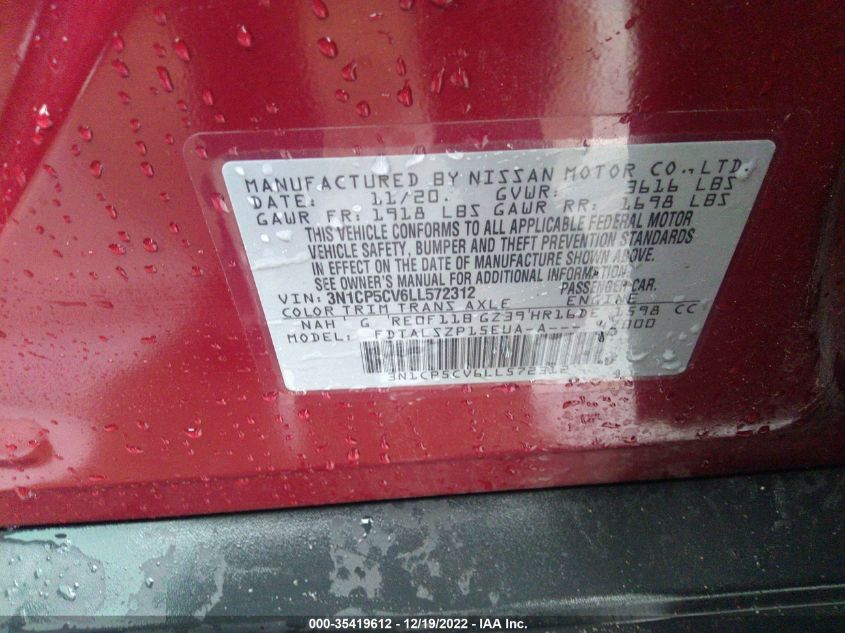 MANUFACTURED BY NISSAN MOTOR CO.,LTD.
DATE: 11/20. GVWR: 3616 LBS
GAWR FR: 1918 LBS GAWR RR: 1698 LBS
THIS VEHICLE CONFORMS TO ALL APPLICABLE FEDERAL MOTOR
VEHICLE SAFETY, BUMPER AND THEFT PREVENTION STANDARDS
IN EFFECT ON THE DATE OF MANUFACTURE SHOWN ABOVE.
SEE OWNER'S MANUAL FOR ADDITIONAL INFORMATION.
VIN: 3N1CP5CV6LL572312 PASSENGER CAR.
COLOR TRIM TRANS AXLE ENGINE
NAH G RE0F11B GZ39 HR16DE 1598 CC
MODEL: FDTALSZP15EUA-A---
3N1CP5CV6LL572312
000-35419612 - 12/19/2022 - IAA Inc.